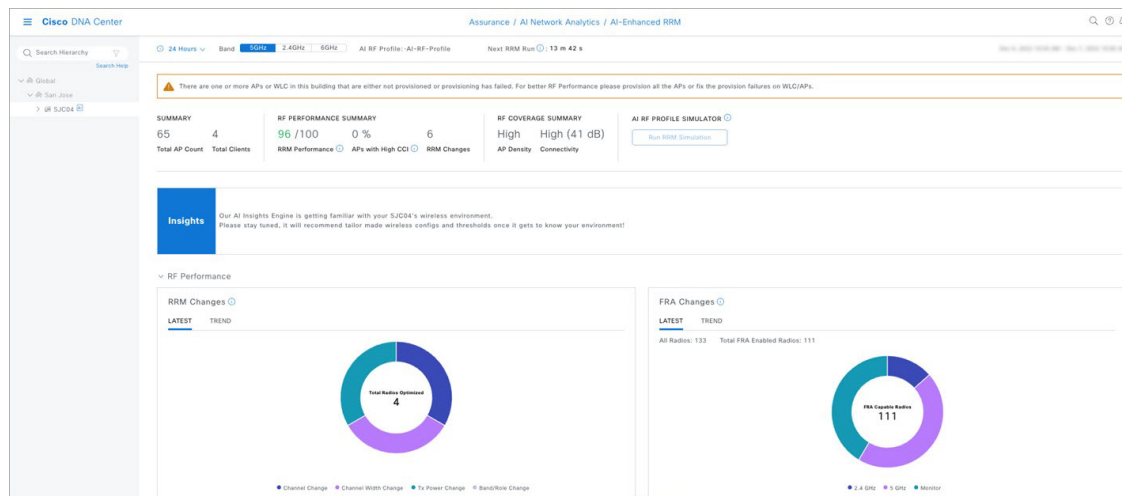 Cisco DNA Center
Assurance / AI Network Analytics / AI-Enhanced RRM
Search Hierarchy
Search Help
Global
San Jose
SJC04
24 Hours Band 5GHz 2.4GHz 6GHz AI RF Profile: AI-RF-Profile Next RRM Run : 13 m 42 s
There are one or more APs or WLC in this building that are either not provisioned or provisioning has failed. For better RF Performance please provision all the APs or fix the provision failures on WLC/APs.
SUMMARY
65 4
Total AP Count Total Clients
RF PERFORMANCE SUMMARY
96 /100 0 % 6
RRM Performance APs with High CCI RRM Changes
RF COVERAGE SUMMARY
High High (41 dB)
AP Density Connectivity
AI RF PROFILE SIMULATOR
Run RRM Simulation
Insights
Our AI Insights Engine is getting familiar with your SJC04's wireless environment.
Please stay tuned, it will recommend tailor made wireless configs and thresholds once it gets to know your environment!
RF Performance
RRM Changes
LATEST TREND
Total Radios Optimized
4
Channel Change Channel Width Change Tx Power Change Band/Role Change
FRA Changes
LATEST TREND
All Radios: 133 Total FRA Enabled Radios: 111
FRA Capable Radios
111
2.4 GHz 5 GHz Monitor